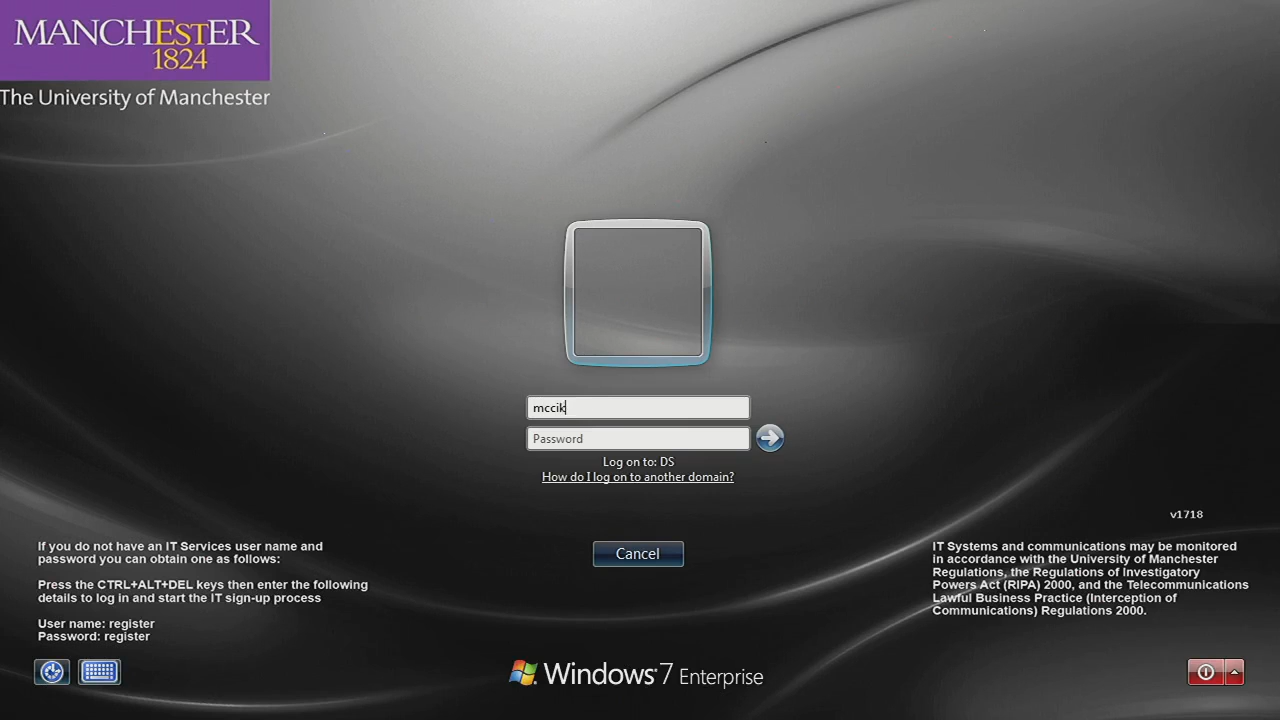 MANCHESTER
1824
The University of Manchester
mccik
Password
Log on to: DS
How do I log on to another domain?
v1718
If you do not have an IT Services user name and
password you can obtain one as follows:
Press the CTRL+ALT+DEL keys then enter the following
details to log in and start the IT sign-up process
User name: register
Password: register
Cancel
IT Systems and communications may be monitored
in accordance with the University of Manchester
Regulations, the Regulations of Investigatory
Powers Act (RIPA) 2000, and the Telecommunications
Lawful Business Practice (Interception of
Communications) Regulations 2000.
Windows 7 Enterprise